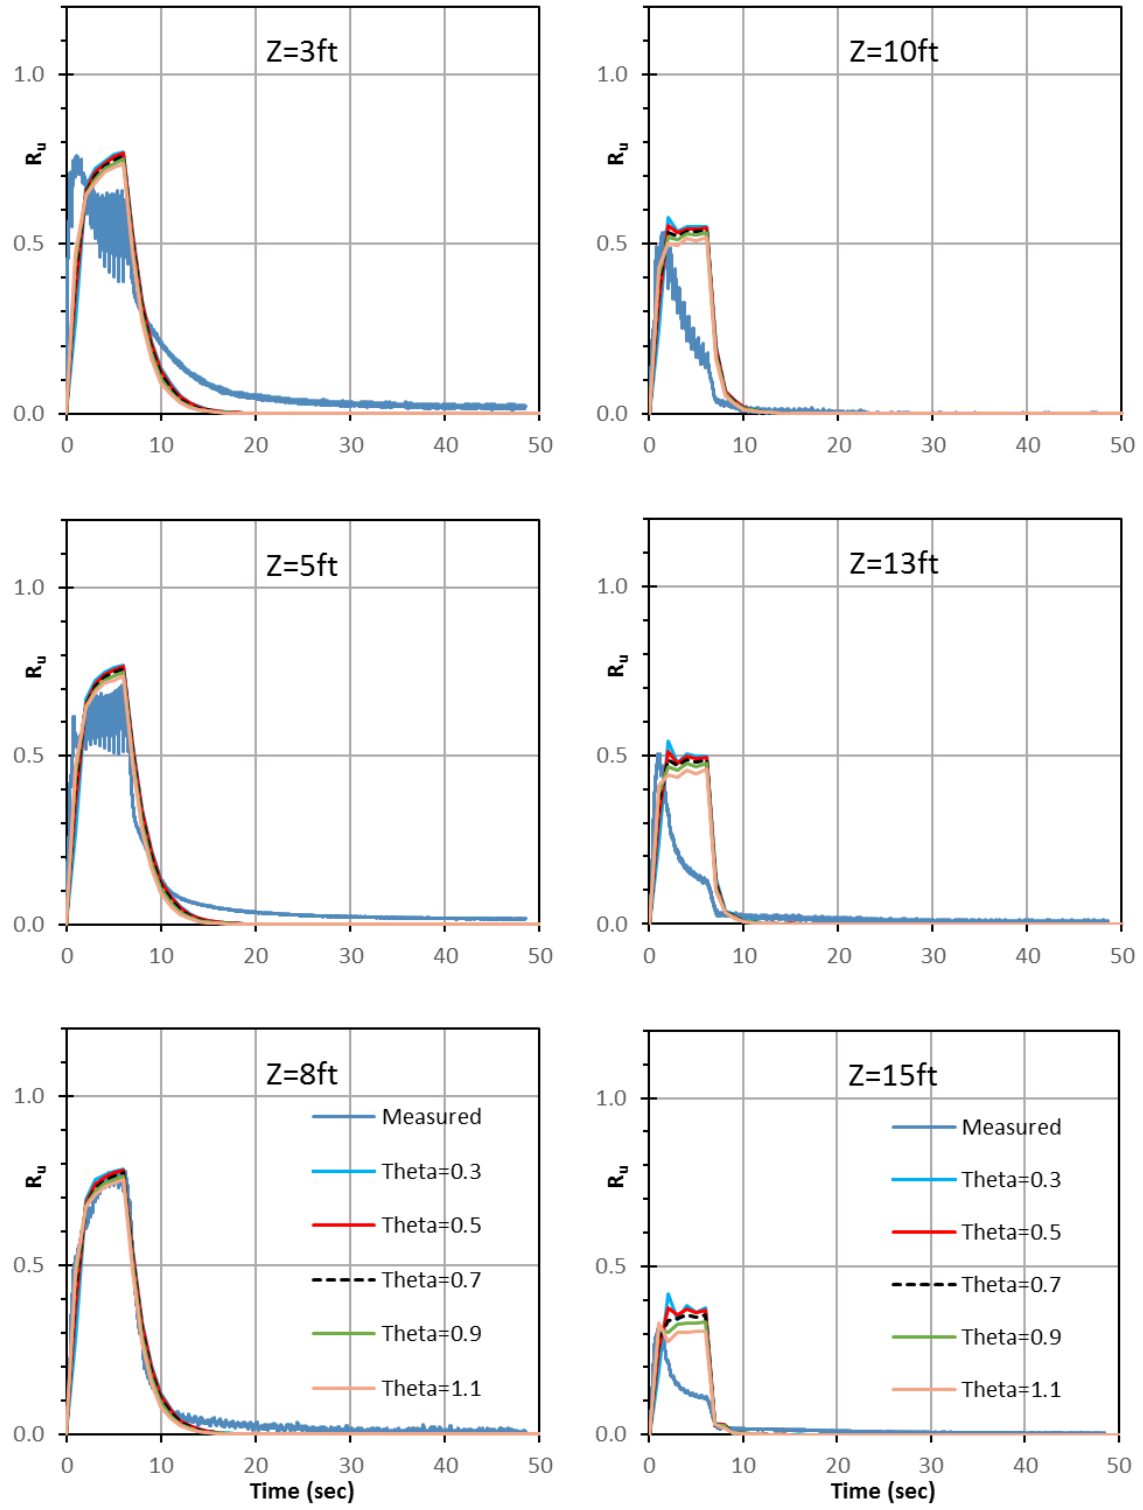 Z=3ft
1.0
0.5
0.0
Ru
0 10 20 30 40 50
Z=10ft
1.0
0.5
0.0
Ru
0 10 20 30 40 50
Z=5ft
1.0
0.5
0.0
Ru
0 10 20 30 40 50
Z=13ft
1.0
0.5
0.0
Ru
0 10 20 30 40 50
Z=8ft
1.0
0.5
0.0
Ru
Measured
Theta=0.3
Theta=0.5
Theta=0.7
Theta=0.9
Theta=1.1
0 10 20 30 40 50
Time (sec)
Z=15ft
1.0
0.5
0.0
Ru
Measured
Theta=0.3
Theta=0.5
Theta=0.7
Theta=0.9
Theta=1.1
0 10 20 30 40 50
Time (sec)